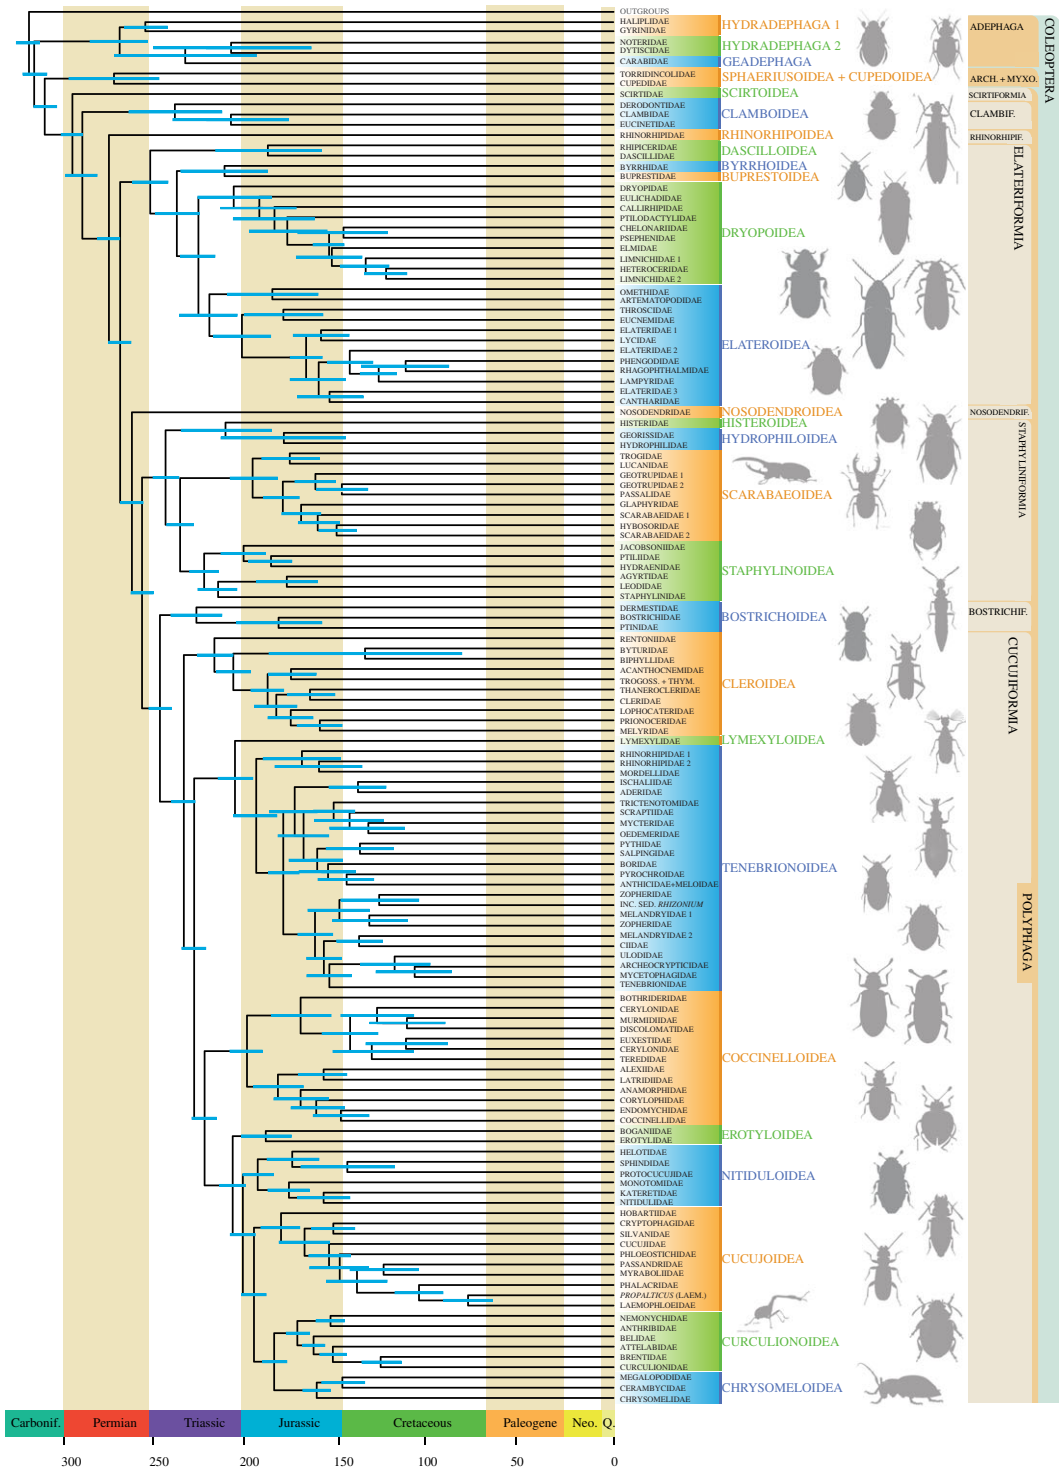 OUTGROUPS
HALIPLIDAE
GYRINIDAE
HYDRADEPHAGA 1
NOTERIDAE
DYTISCIDAE
HYDRADEPHAGA 2
CARABIDAE
GEADEPHAGA
TORRIDINCOLIDAE
CUPEDIDAE
SPHAERIUSOIDEA + CUPEDOIDEA
SCIRTIDAE
SCIRTOIDEA
DERODONTIDAE
CLAMBIDAE
EUCINETIDAE
CLAMBOIDEA
RHINORHIPIDAE
RHINORHIPOIDEA
RHIPICERIDAE
DASCILLIDAE
DASCILLOIDEA
BYRRHIDAE
BYRRHOIDEA
BUPRESTIDAE
BUPRESTOIDEA
DRYOPIDAE
EULICHADIDAE
CALLIRHIPIDAE
PTILODACTYLIDAE
CHELONARIIDAE
PSEPHENIDAE
ELMIDAE
LIMNICHIDAE 1
HETEROCERIDAE
LIMNICHIDAE 2
DRYOPOIDEA
OMETHIDAE
ARTEMATOPODIDAE
THROSCIDAE
EUCNEMIDAE
ELATERIDAE 1
LYCIDAE
ELATERIDAE 2
PHENGODIDAE
RHAGOPHTHALMIDAE
LAMPYRIDAE
ELATERIDAE 3
CANTHARIDAE
ELATEROIDEA
NOSODENDRIDAE
NOSODENDROIDEA
HISTERIDAE
HISTEROIDEA
GEORISSIDAE
HYDROPHILIDAE
HYDROPHILOIDEA
TROGIDAE
LUCANIDAE
GEOTRUPIDAE 1
GEOTRUPIDAE 2
PASSALIDAE
GLAPHYRIDAE
SCARABAEIDAE 1
HYBOSORIDAE
SCARABAEIDAE 2
SCARABAEOIDEA
JACOBSONIIDAE
PTILIIDAE
HYDRAENIDAE
AGYRTIDAE
LEODIDAE
STAPHYLINIDAE
STAPHYLINOIDEA
DERMESTIDAE
BOSTRICHIDAE
PTINIDAE
BOSTRICHOIDEA
RENTONIIDAE
BYTURIDAE
BIPHYLLIDAE
ACANTHOCNEMIDAE
TROGOSS. + THYM.
THANEROCLERIDAE
CLERIDAE
LOPHOCATERIDAE
PRIONOCERIDAE
MELYRIDAE
CLEROIDEA
LYMEXYLIDAE
LYMEXYLOIDEA
RHINORHIPIDAE 1
RHINORHIPIDAE 2
MORDELLIDAE
ISCHALIIDAE
ADERIDAE
TRICTENOTOMIDAE
SCRAPTIIDAE
MYCTERIDAE
OEDEMERIDAE
PYTHIDAE
SALPINGIDAE
BORIDAE
PYROCHROIDAE
ANTHICIDAE+MELOIDAE
ZOPHERIDAE
INC. SED. RHIZONIUM
MELANDRYIDAE 1
ZOPHERIDAE
MELANDRYIDAE 2
CIIDAE
ULODIDAE
ARCHEOCRYPTICIDAE
MYCETOPHAGIDAE
TENEBRIONIDAE
TENEBRIONOIDEA
BOTHRIDERIDAE
CERYLONIDAE
MURMIDIIDAE
DISCOLOMATIDAE
EUXESTIDAE
CERYLONIDAE
TEREDIDAE
ALEXIIDAE
LATRIDIIDAE
ANAMORPHIDAE
CORYLOPHIDAE
ENDOMYCHIDAE
COCCINELLIDAE
COCCINELLOIDEA
BOGANIIDAE
EROTYLIDAE
EROTYLOIDEA
HELOTIDAE
SPHINDIDAE
PROTOCUCUJIDAE
MONOTOMIDAE
KATERETIDAE
NITIDULIDAE
NITIDULOIDEA
HOBARTIIDAE
CRYPTOPHAGIDAE
SILVANIDAE
CUCUJIDAE
PHLOEOSTICHIDAE
PASSANDRIDAE
MYRABOLIIDAE
PHALACRIDAE
PROPALTICUS (LAEM.)
LAEMOPHLOEIDAE
CUCUJOIDEA
NEMONYCHIDAE
ANTHRIBIDAE
BELIDAE
ATTELABIDAE
BRENTIDAE
CURCULIONIDAE
CURCULIONOIDEA
MEGALOPODIDAE
CERAMBYCIDAE
CHRYSOMELIDAE
CHRYSOMELOIDEA
ADEPHAGA
ARCH. + MYXO.
SCIRTIFORMIA
CLAMBIF.
RHINORHIPIF.
ELATERIFORMIA
NOSODENDRIF.
STAPHYLINIFORMIA
BOSTRICHIF.
CUCUJIFORMIA
POLYPHAGA
COLEOPTERA
Carbonif. Permian Triassic Jurassic Cretaceous Paleogene Neo. Q.
300 250 200 150 100 50 0